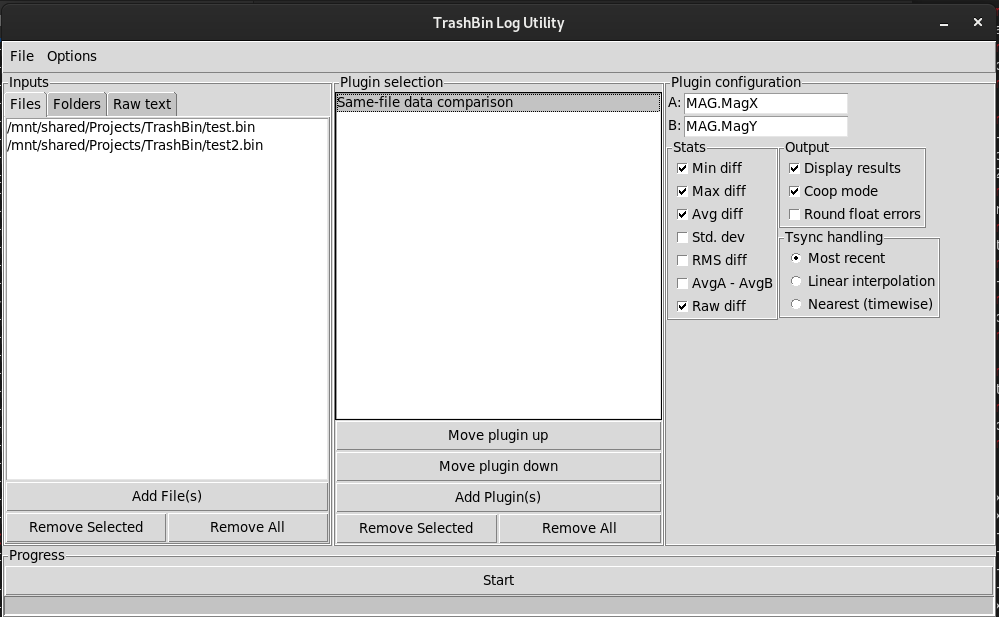 TrashBin Log Utility
File Options
Inputs
Files Folders Raw text
/mnt/shared/Projects/TrashBin/test.bin
/mnt/shared/Projects/TrashBin/test2.bin
Add File(s)
Remove Selected Remove All
Plugin selection
Same-file data comparison
Move plugin up
Move plugin down
Add Plugin(s)
Remove Selected Remove All
Plugin configuration
A: MAG.MagX
B: MAG.MagY
Stats
Min diff
Max diff
Avg diff
Std. dev
RMS diff
AvgA - AvgB
Raw diff
Output
Display results
Coop mode
Round float errors
Tsync handling
Most recent
Linear interpolation
Nearest (timewise)
Progress
Start